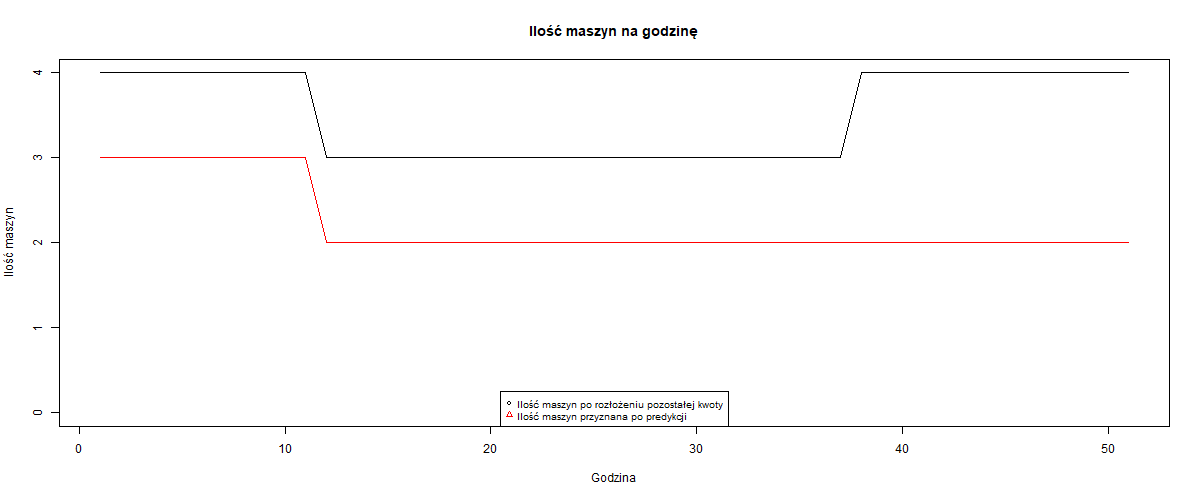 Ilość maszyn na godzinę
Ilość maszyn
4
3
2
1
0
Ilość maszyn po rozłożeniu pozostałej kwoty
Ilość maszyn przyznana po predykcji
0 10 20 30 40 50
Godzina